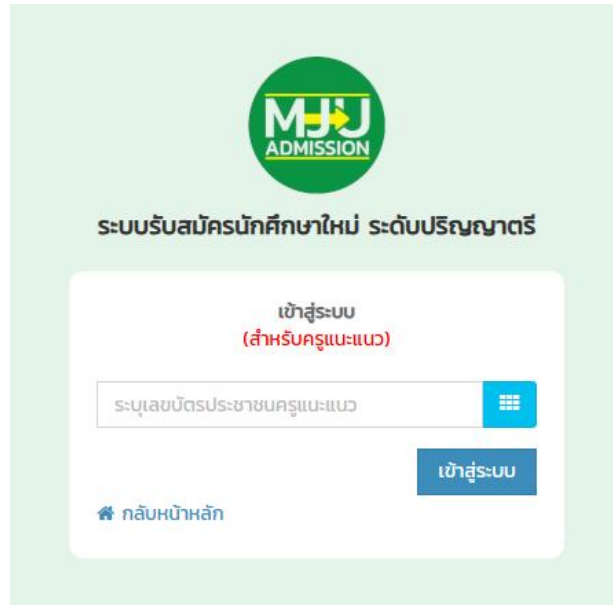 MJU
ADMISSION
ระบบรับสมัครนักศึกษาใหม่ ระดับปริญญาตรี
เข้าสู่ระบบ
(สำหรับครูแนะแนว)
ระบุเลขบัตรประชาชนครูแนะแนว
เข้าสู่ระบบ
กลับหน้าหลัก